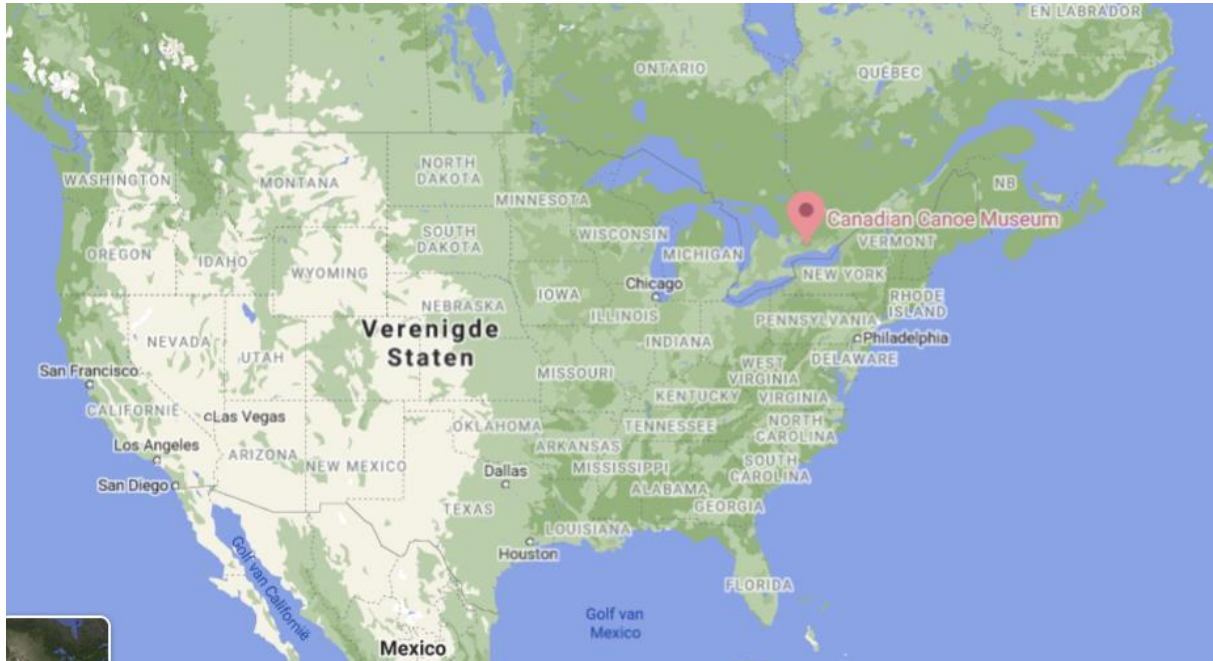 EN LABRADOR
ONTARIO
QUÉBEC
NORTH
DAKOTA
WASHINGTON
MONTANA
NB
MINNESOTA
Canadian Canoe Museum
SOUTH
DAKOTA
WISCONSIN
VERMONT
OREGON
IDAHO
MICHIGAN
WYOMING
NEW YORK
Chicago
NEBRASKA
IOWA
RHODE
ISLAND
ILLINOIS
PENNSYLVANIA
Verenigde
Staten
NEVADA
UTAH
INDIANA
Philadelphia
DELAWARE
San Francisco
MISSOURI
WEST
VIRGINIA
KENTUCKY
VIRGINIA
CALIFORNIË
Las Vegas
OKLAHOMA
TENNESSEE
NORTH
CAROLINA
Los Angeles
ARIZONA
NEW MEXICO
ARKANSAS
MISSISSIPPI
SOUTH
CAROLINA
San Diego
Dallas
ALABAMA
GEORGIA
TEXAS
LOUISIANA
Houston
Golf van Californië
FLORIDA
Golf van
Mexico
Mexico